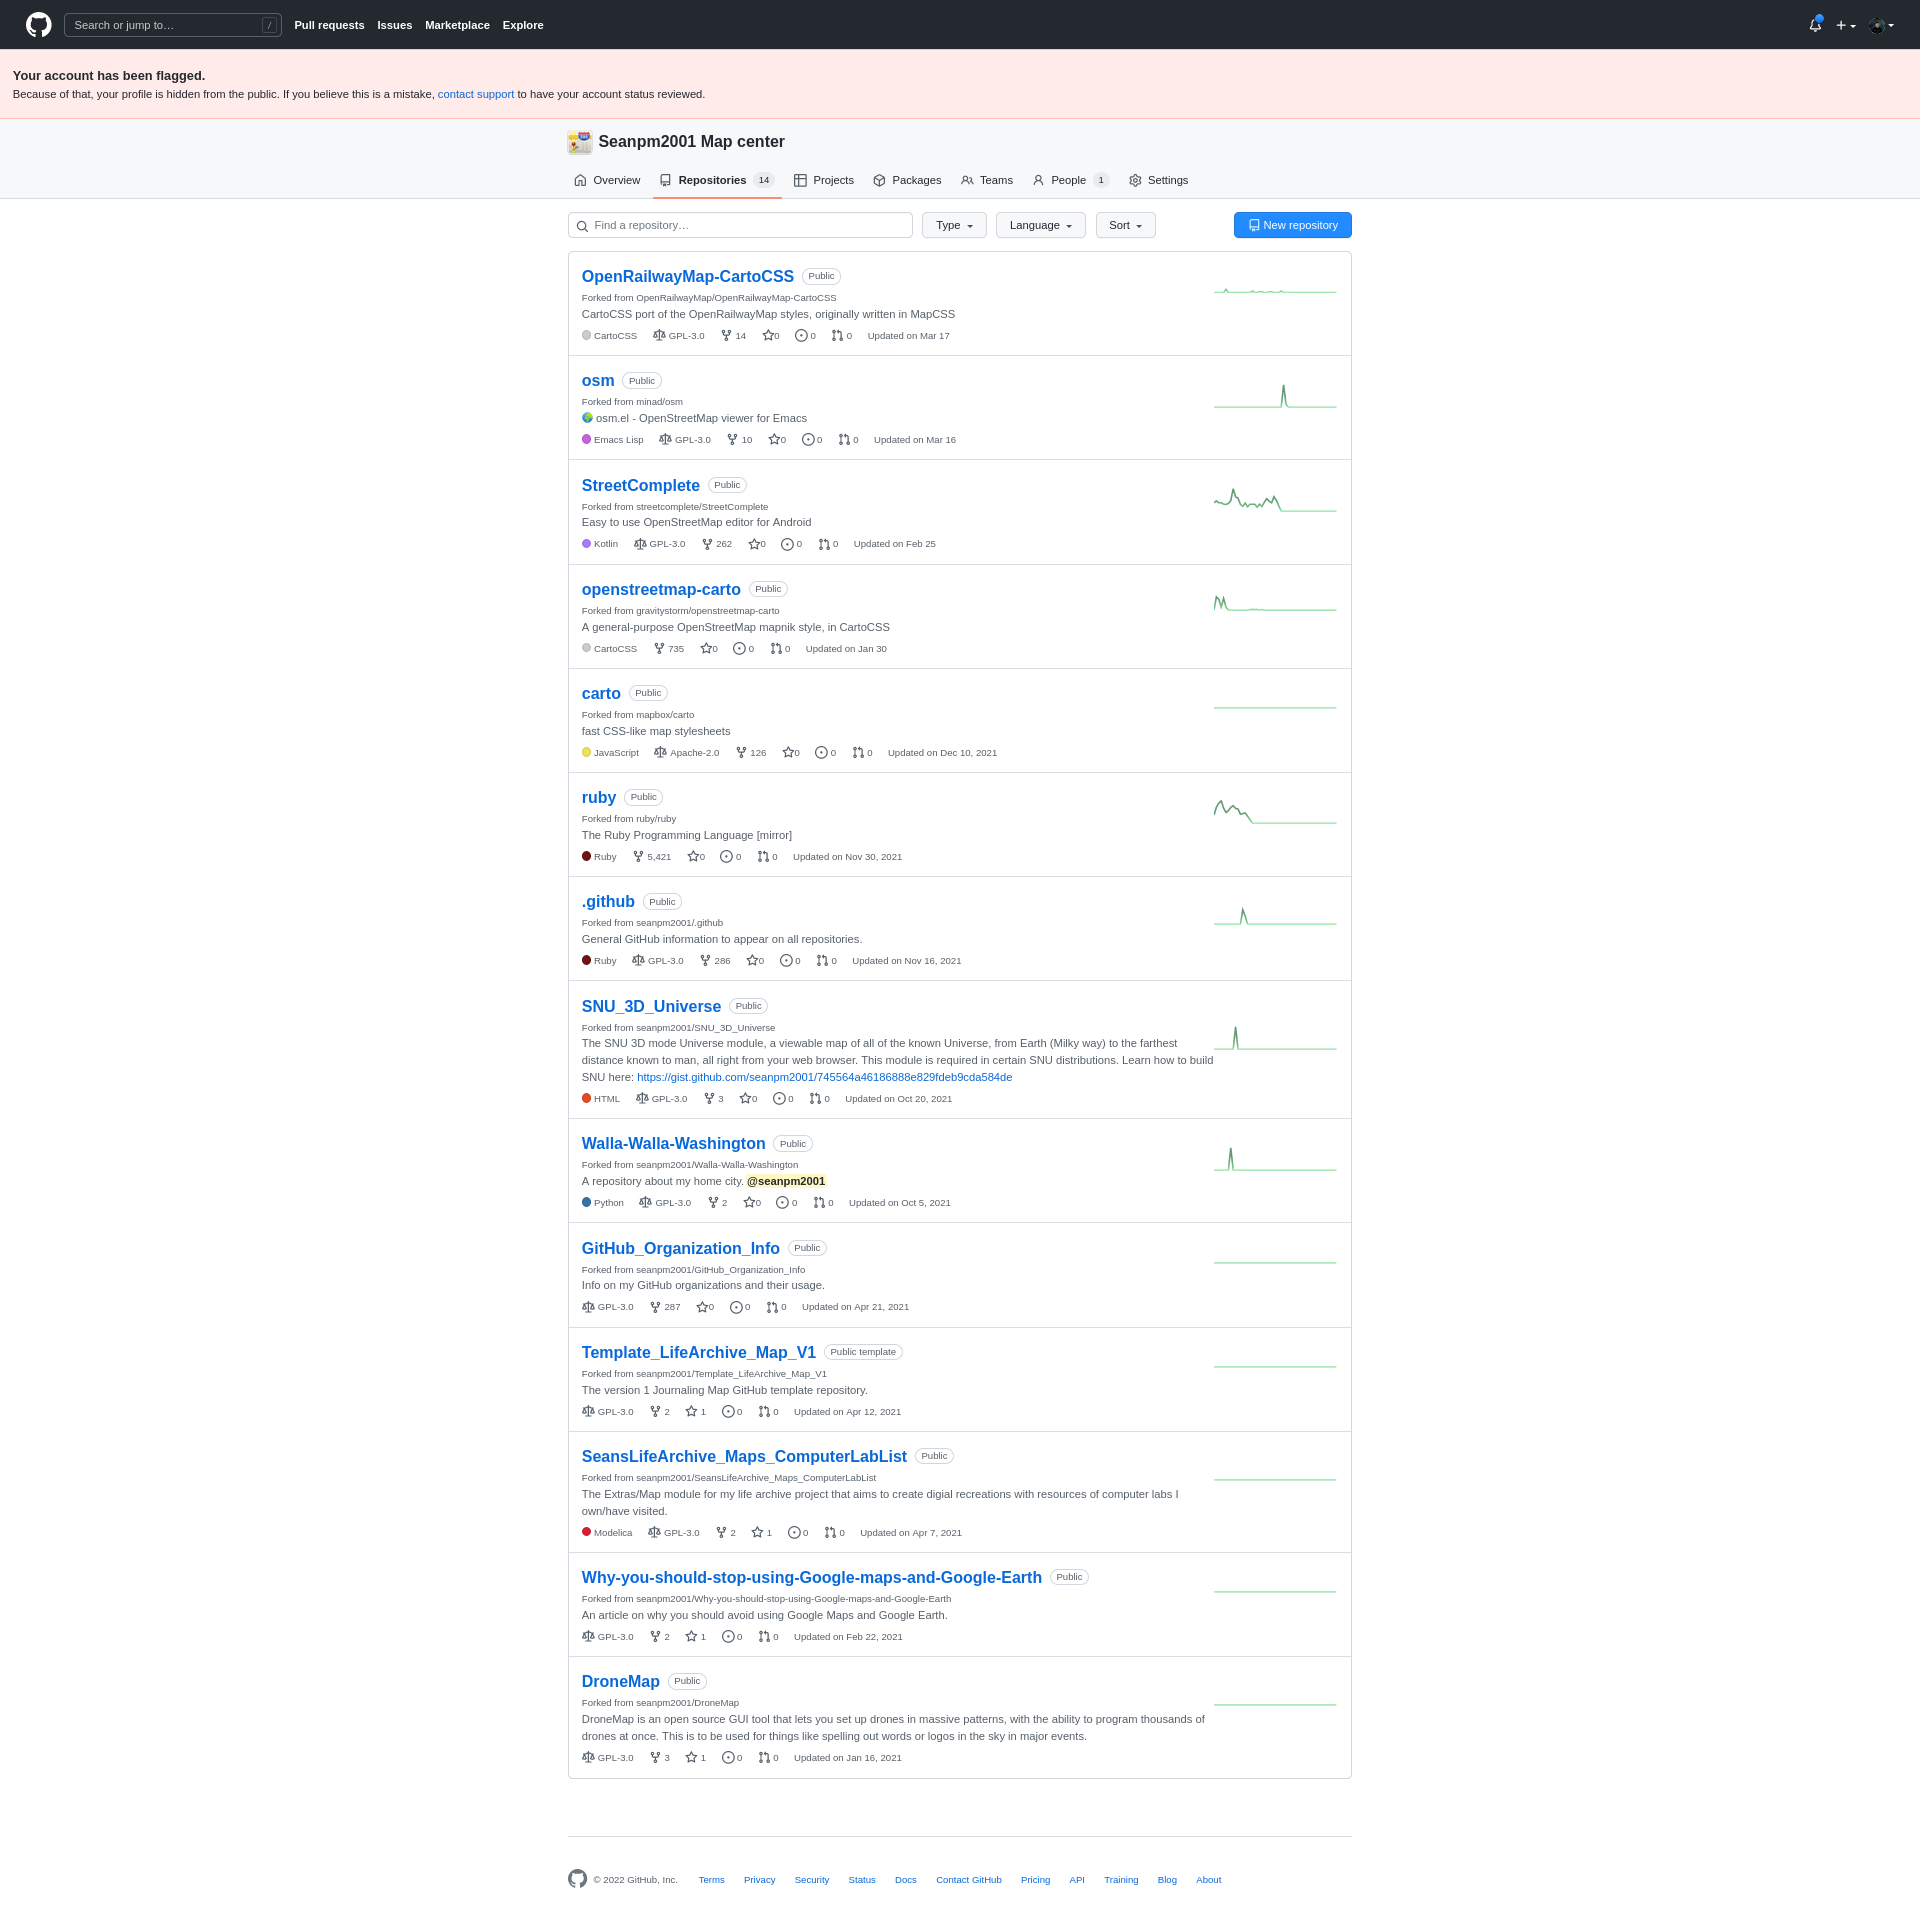 Search or jump to… /
Pull requests Issues Marketplace Explore
Your account has been flagged.
Because of that, your profile is hidden from the public. If you believe this is a mistake, contact support to have your account status reviewed.
Seanpm2001 Map center
Overview Repositories 14 Projects Packages Teams People 1 Settings
Find a repository… Type Language Sort New repository
OpenRailwayMap-CartoCSS Public
Forked from OpenRailwayMap/OpenRailwayMap-CartoCSS
CartoCSS port of the OpenRailwayMap styles, originally written in MapCSS
CartoCSS GPL-3.0 14 0 0 0 Updated on Mar 17
osm Public
Forked from minad/osm
osm.el - OpenStreetMap viewer for Emacs
Emacs Lisp GPL-3.0 10 0 0 0 Updated on Mar 16
StreetComplete Public
Forked from streetcomplete/StreetComplete
Easy to use OpenStreetMap editor for Android
Kotlin GPL-3.0 262 0 0 0 Updated on Feb 25
openstreetmap-carto Public
Forked from gravitystorm/openstreetmap-carto
A general-purpose OpenStreetMap mapnik style, in CartoCSS
CartoCSS 735 0 0 0 Updated on Jan 30
carto Public
Forked from mapbox/carto
fast CSS-like map stylesheets
JavaScript Apache-2.0 126 0 0 0 Updated on Dec 10, 2021
ruby Public
Forked from ruby/ruby
The Ruby Programming Language [mirror]
Ruby 5,421 0 0 0 Updated on Nov 30, 2021
.github Public
Forked from seanpm2001/.github
General GitHub information to appear on all repositories.
Ruby GPL-3.0 286 0 0 0 Updated on Nov 16, 2021
SNU_3D_Universe Public
Forked from seanpm2001/SNU_3D_Universe
The SNU 3D mode Universe module, a viewable map of all of the known Universe, from Earth (Milky way) to the farthest
distance known to man, all right from your web browser. This module is required in certain SNU distributions. Learn how to build
SNU here: https://gist.github.com/seanpm2001/745564a46186888e829fdeb9cda584de
HTML GPL-3.0 3 0 0 0 Updated on Oct 20, 2021
Walla-Walla-Washington Public
Forked from seanpm2001/Walla-Walla-Washington
A repository about my home city. @seanpm2001
Python GPL-3.0 2 0 0 0 Updated on Oct 5, 2021
GitHub_Organization_Info Public
Forked from seanpm2001/GitHub_Organization_Info
Info on my GitHub organizations and their usage.
GPL-3.0 287 0 0 0 Updated on Apr 21, 2021
Template_LifeArchive_Map_V1 Public template
Forked from seanpm2001/Template_LifeArchive_Map_V1
The version 1 Journaling Map GitHub template repository.
GPL-3.0 2 1 0 0 Updated on Apr 12, 2021
SeansLifeArchive_Maps_ComputerLabList Public
Forked from seanpm2001/SeansLifeArchive_Maps_ComputerLabList
The Extras/Map module for my life archive project that aims to create digial recreations with resources of computer labs I
own/have visited.
Modelica GPL-3.0 2 1 0 0 Updated on Apr 7, 2021
Why-you-should-stop-using-Google-maps-and-Google-Earth Public
Forked from seanpm2001/Why-you-should-stop-using-Google-maps-and-Google-Earth
An article on why you should avoid using Google Maps and Google Earth.
GPL-3.0 2 1 0 0 Updated on Feb 22, 2021
DroneMap Public
Forked from seanpm2001/DroneMap
DroneMap is an open source GUI tool that lets you set up drones in massive patterns, with the ability to program thousands of
drones at once. This is to be used for things like spelling out words or logos in the sky in major events.
GPL-3.0 3 1 0 0 Updated on Jan 16, 2021
© 2022 GitHub, Inc. Terms Privacy Security Status Docs Contact GitHub Pricing API Training Blog About